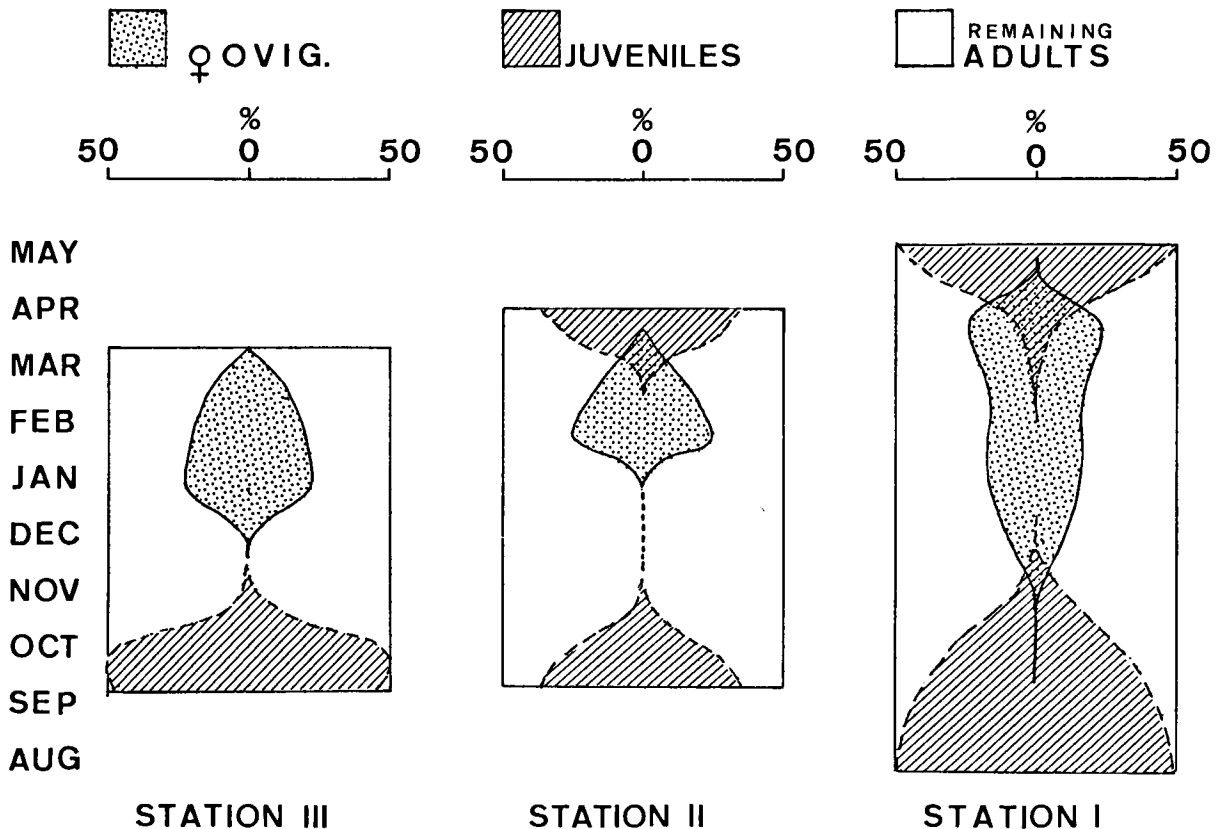 ♀ OVIG.
JUVENILES
REMAINING
ADULTS
%
50 0 50
%
50 0 50
%
50 0 50
MAY
APR
MAR
FEB
JAN
DEC
NOV
OCT
SEP
AUG
STATION III
STATION II
STATION I